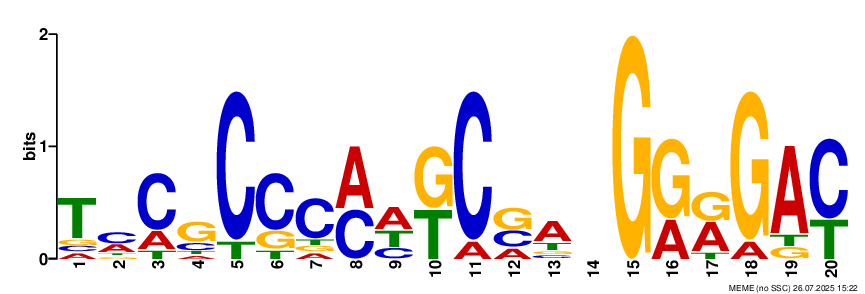 2
bits
1
0
T G C A
C A T G
C A T
G C T A
C T
C G T
C T G A
A C
A T C
G T
C A
G C A
A T G C
G
G A
G A T
G A
A T G
C T
1 2 3 4 5 6 7 8 9 10 11 12 13 14 15 16 17 18 19 20
MEME (no SSC) 26.07.2025 15:22